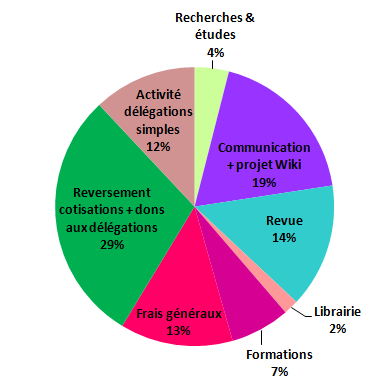 Recherches &
études
4%
Communication
+ projet Wiki
19%
Revue
14%
Librairie
2%
Formations
7%
Frais généraux
13%
Reversement
cotisations + dons
aux délégations
29%
Activité
délégations
simples
12%